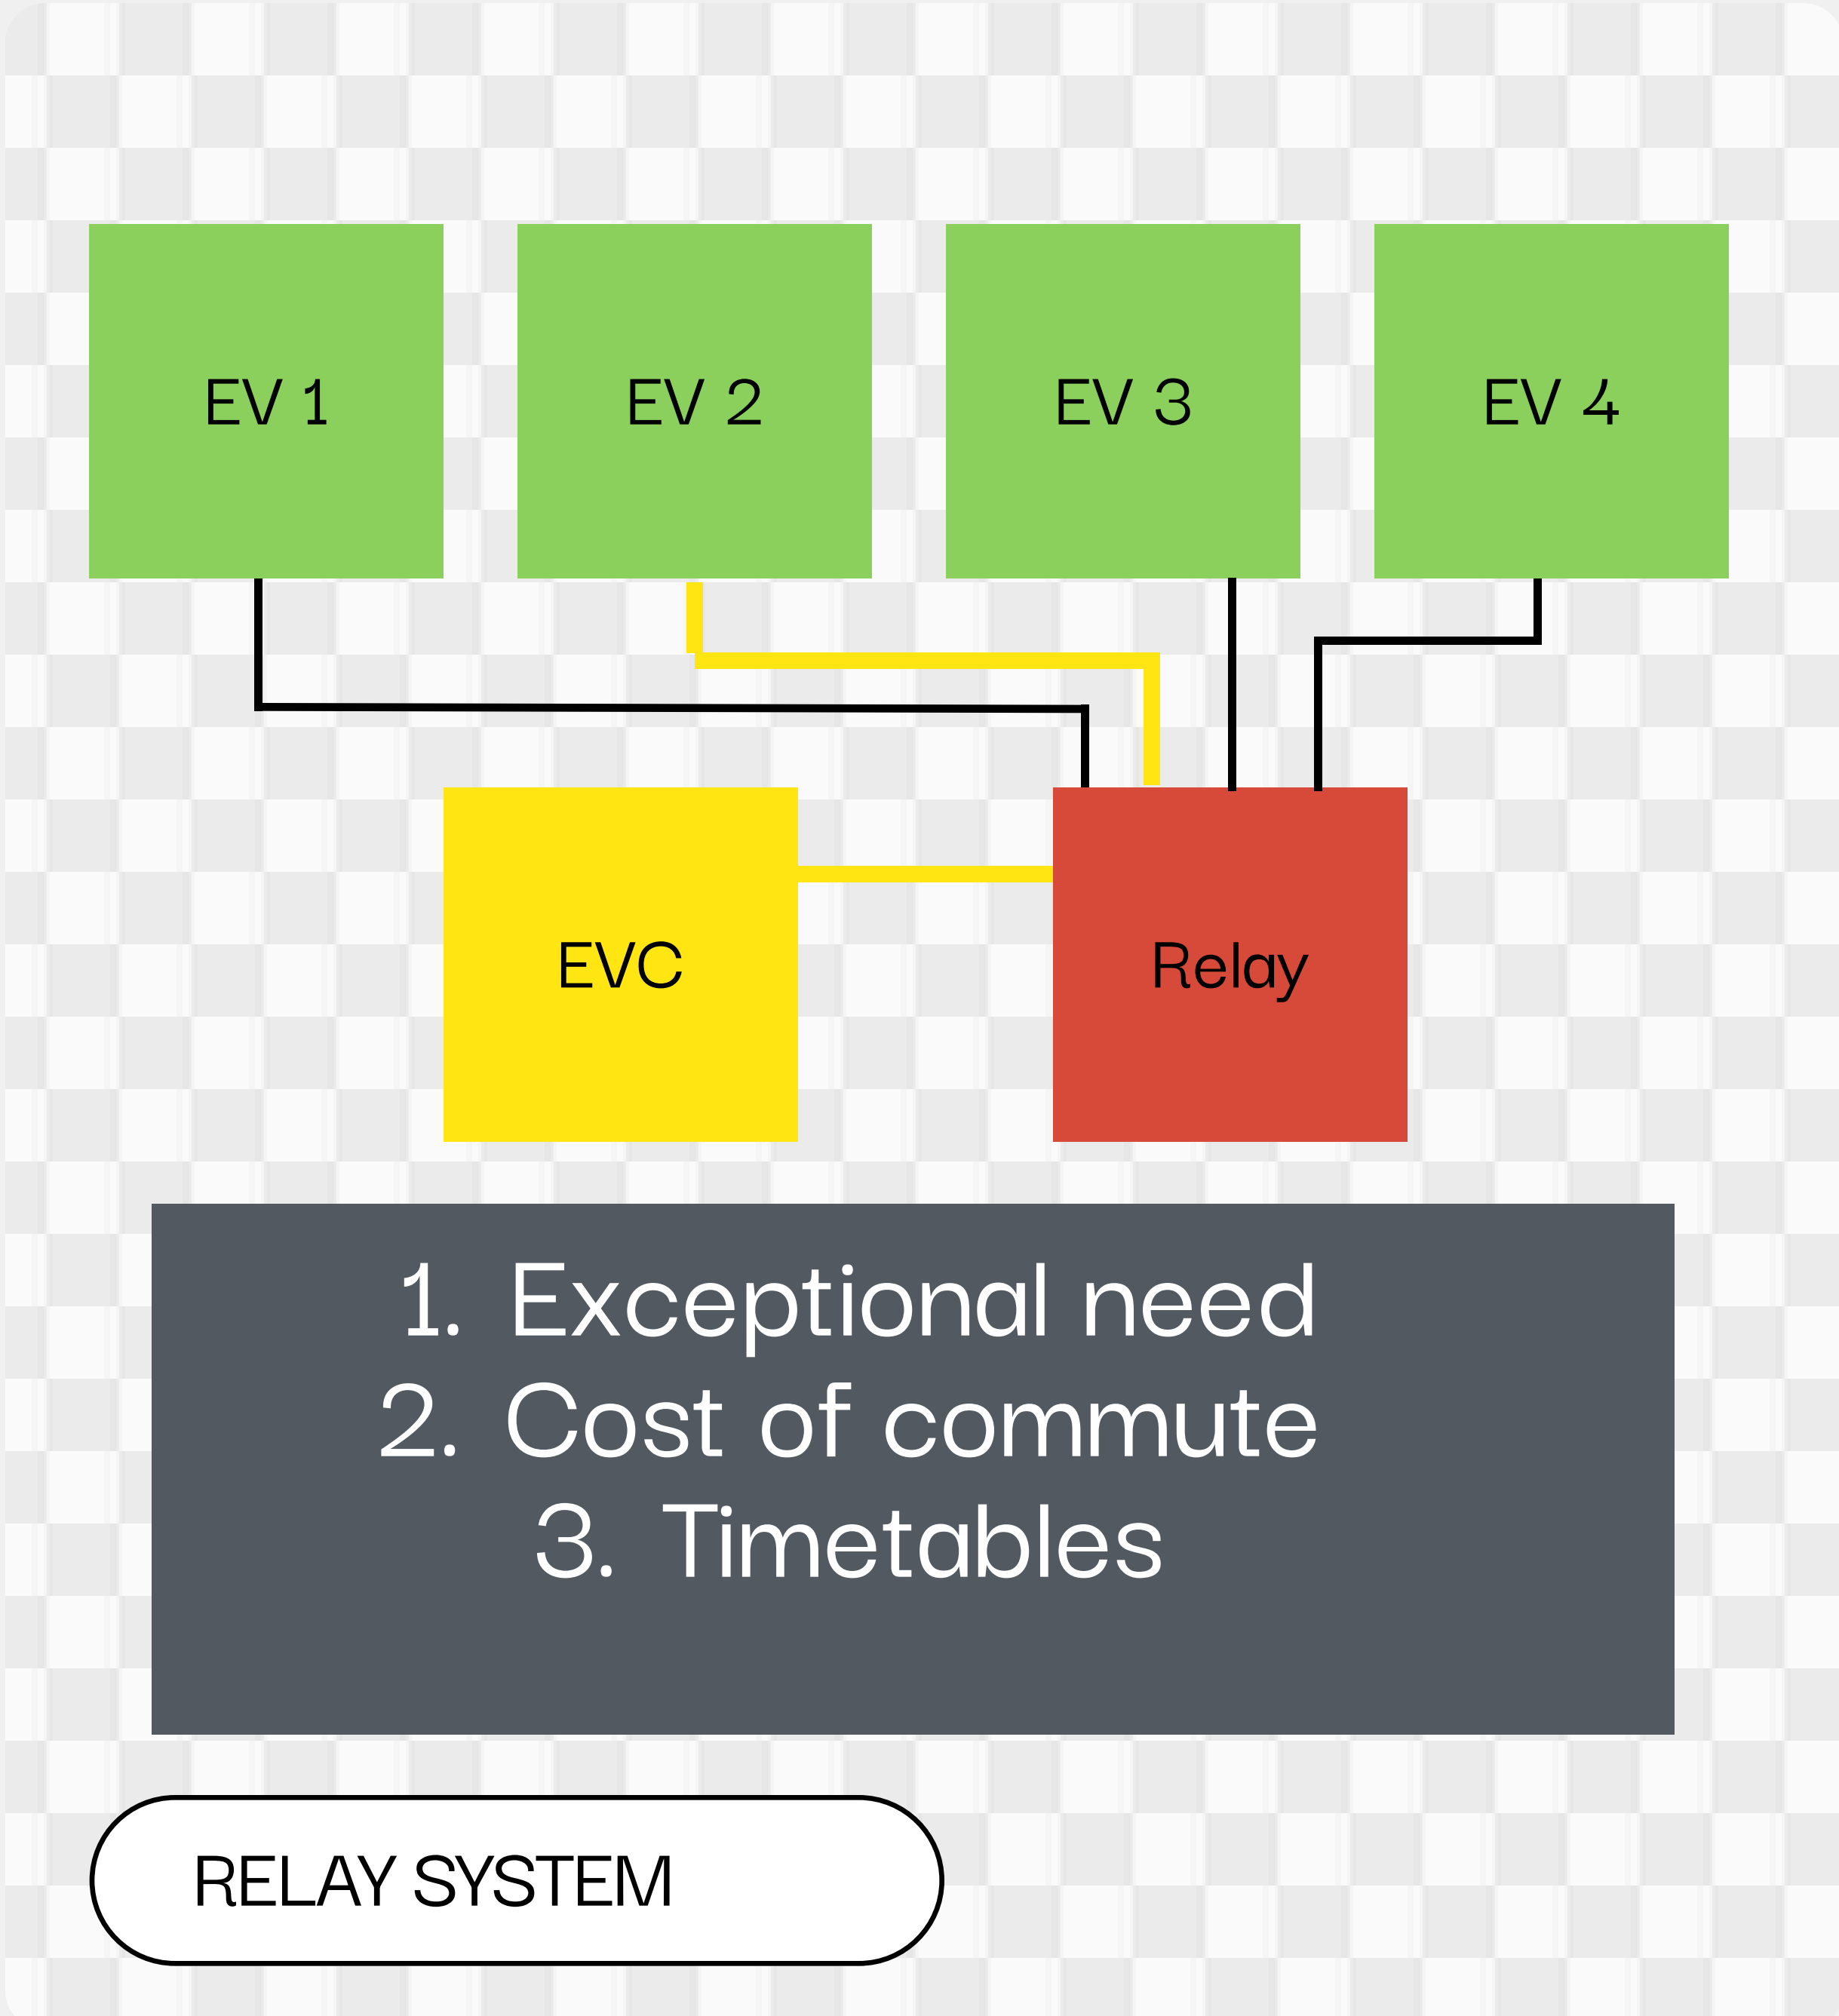 EV 1
EV 2
EV 3
EV 4
EVC
Relay
1. Exceptional need
2. Cost of commute
3. Timetables
RELAY SYSTEM